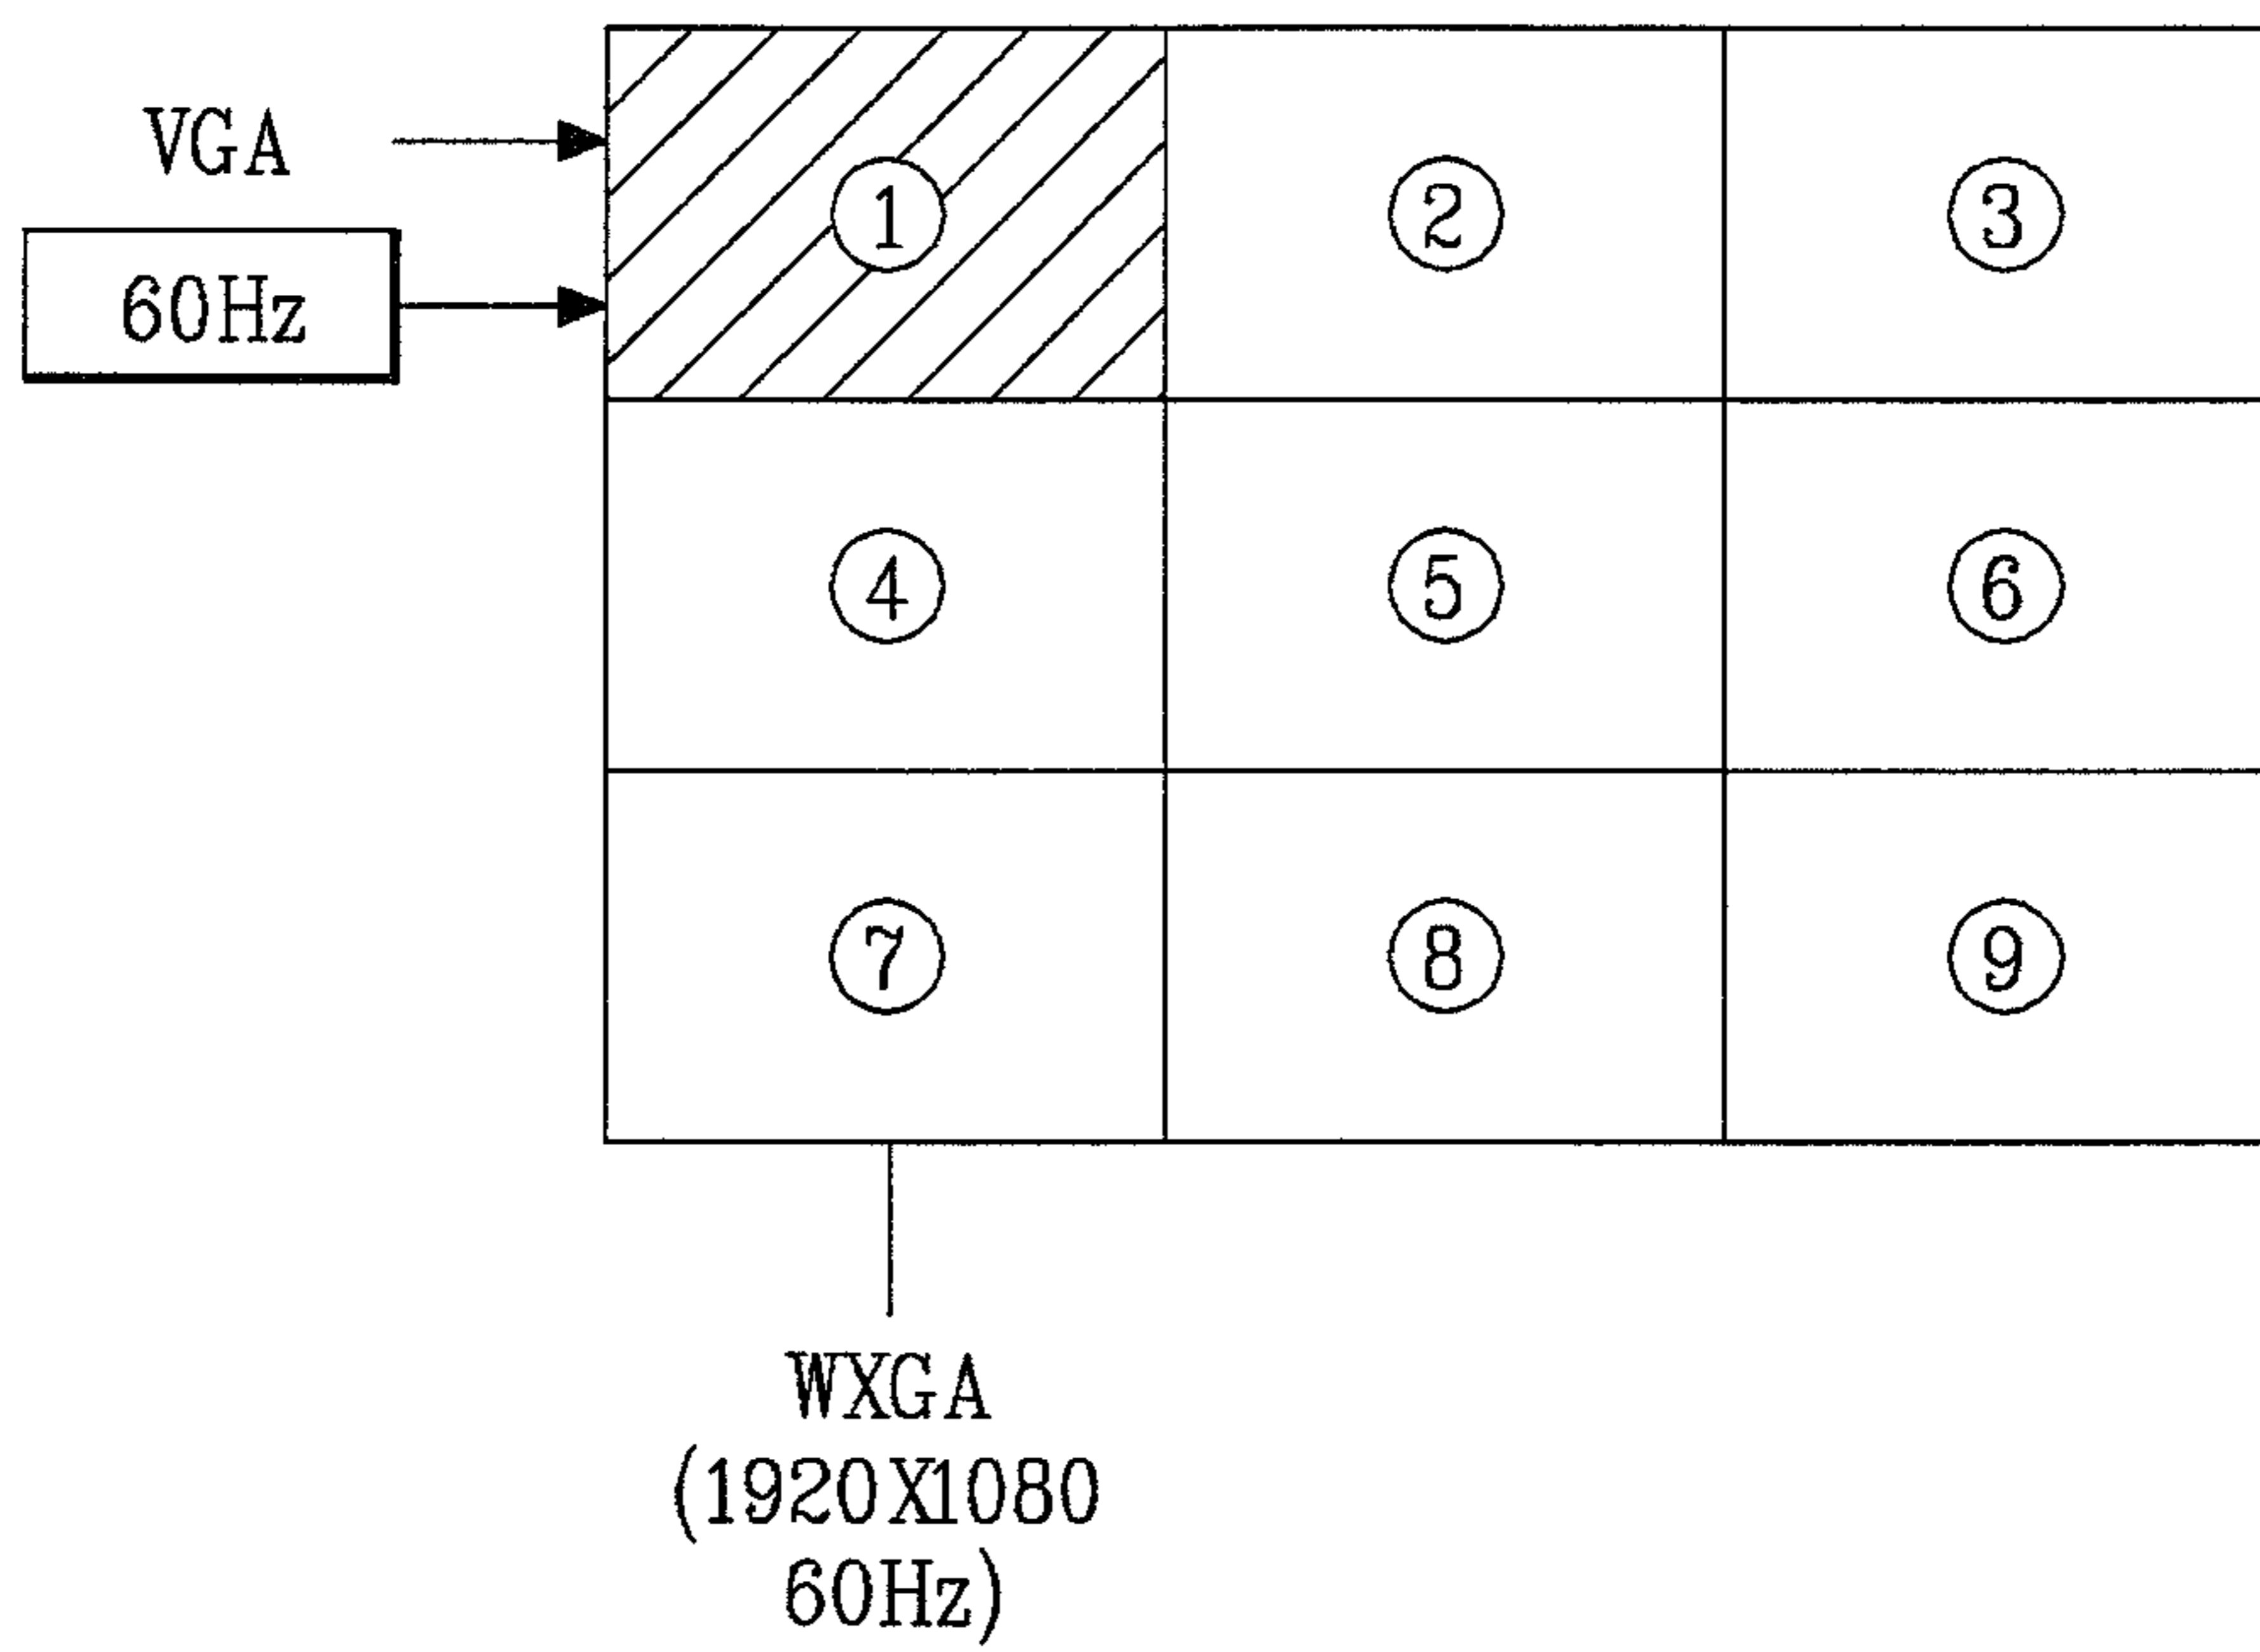 VGA
60Hz
① ② ③
④ ⑤ ⑥
⑦ ⑧ ⑨
WXGA
(1920X1080
60Hz)